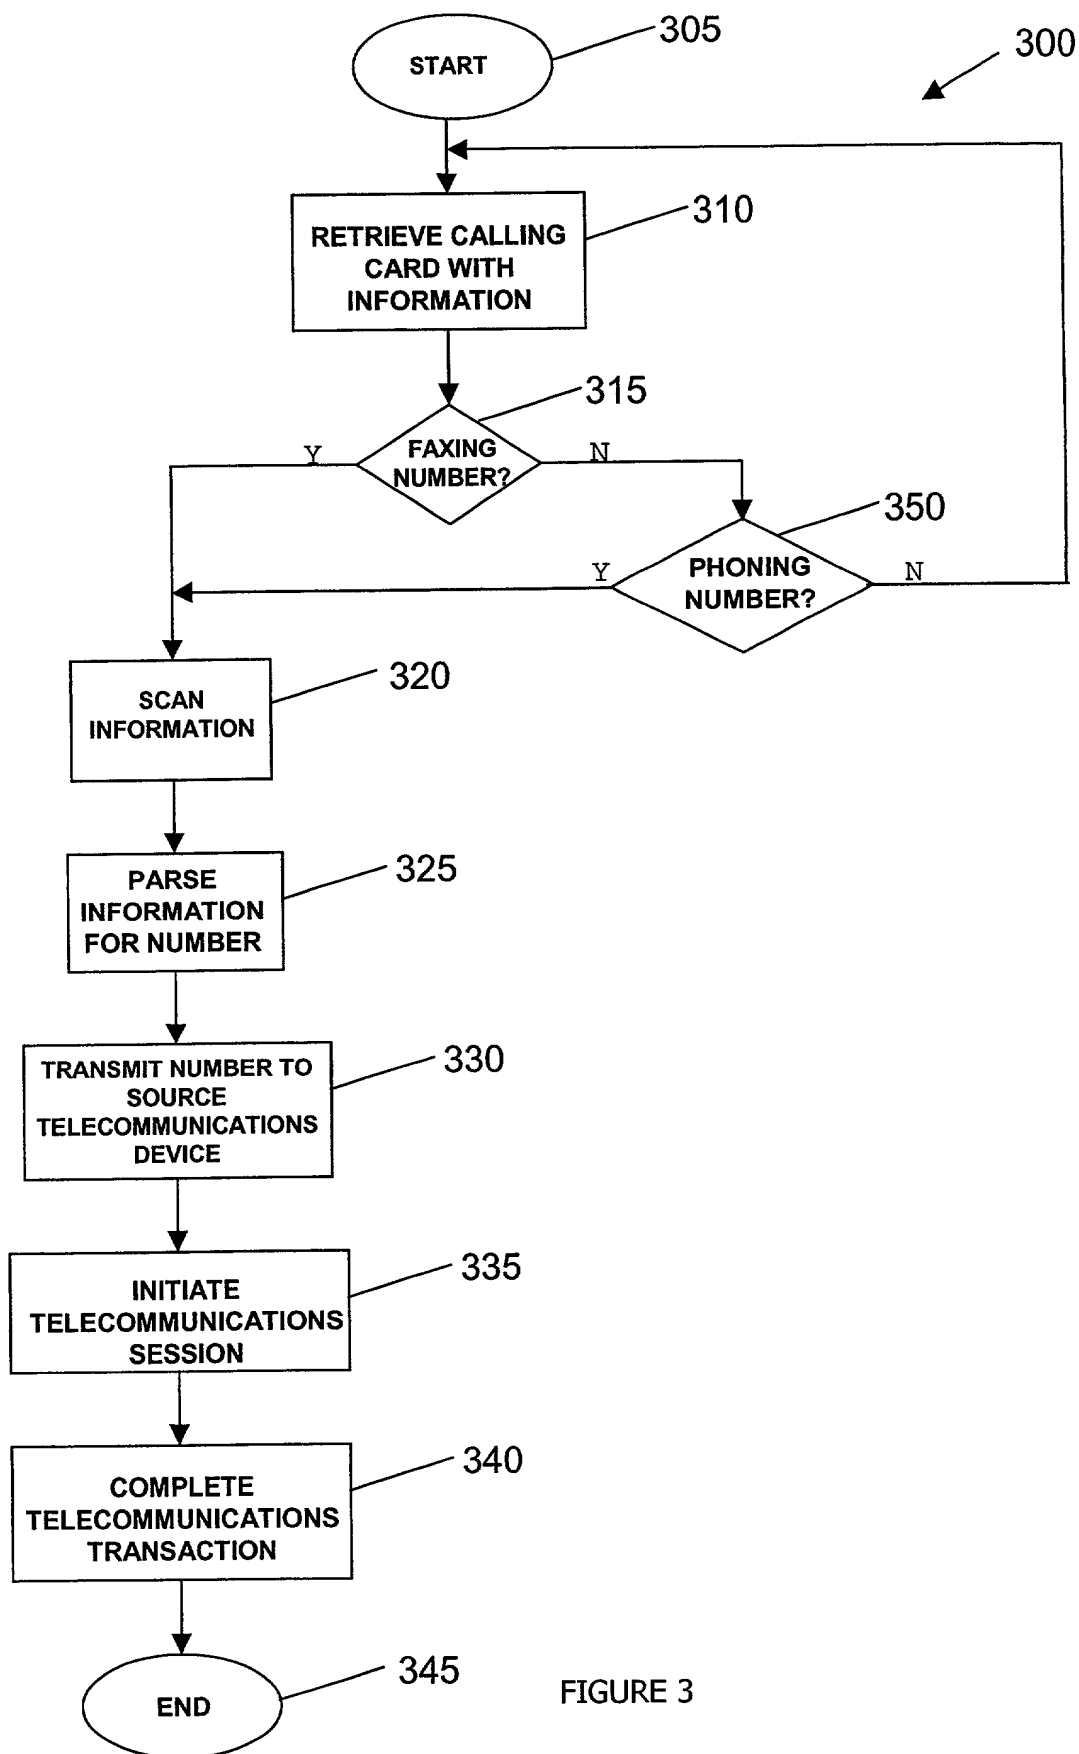 305
300
START
310
RETRIEVE CALLING
CARD WITH
INFORMATION
315
Y
FAXING
NUMBER?
N
350
Y
PHONING
NUMBER?
N
320
SCAN
INFORMATION
325
PARSE
INFORMATION
FOR NUMBER
330
TRANSMIT NUMBER TO
SOURCE
TELECOMMUNICATIONS
DEVICE
335
INITIATE
TELECOMMUNICATIONS
SESSION
340
COMPLETE
TELECOMMUNICATIONS
TRANSACTION
345
END
FIGURE 3